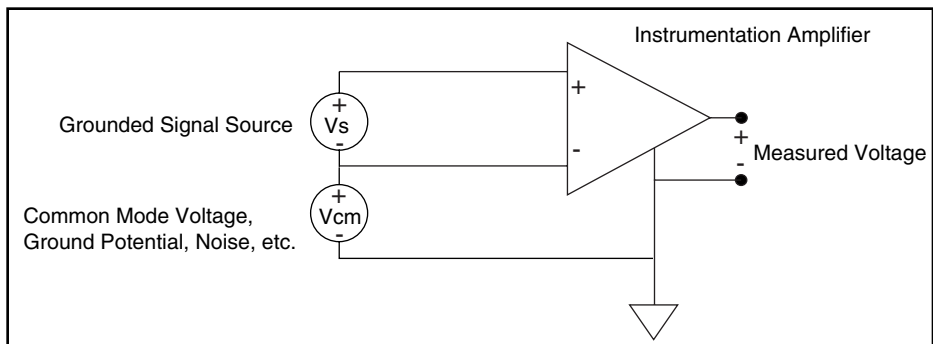 Instrumentation Amplifier
+
+
Grounded Signal Source
Vs
+
-
-
-
Measured Voltage
+
Common Mode Voltage,
Vcm
Ground Potential, Noise, etc.
-